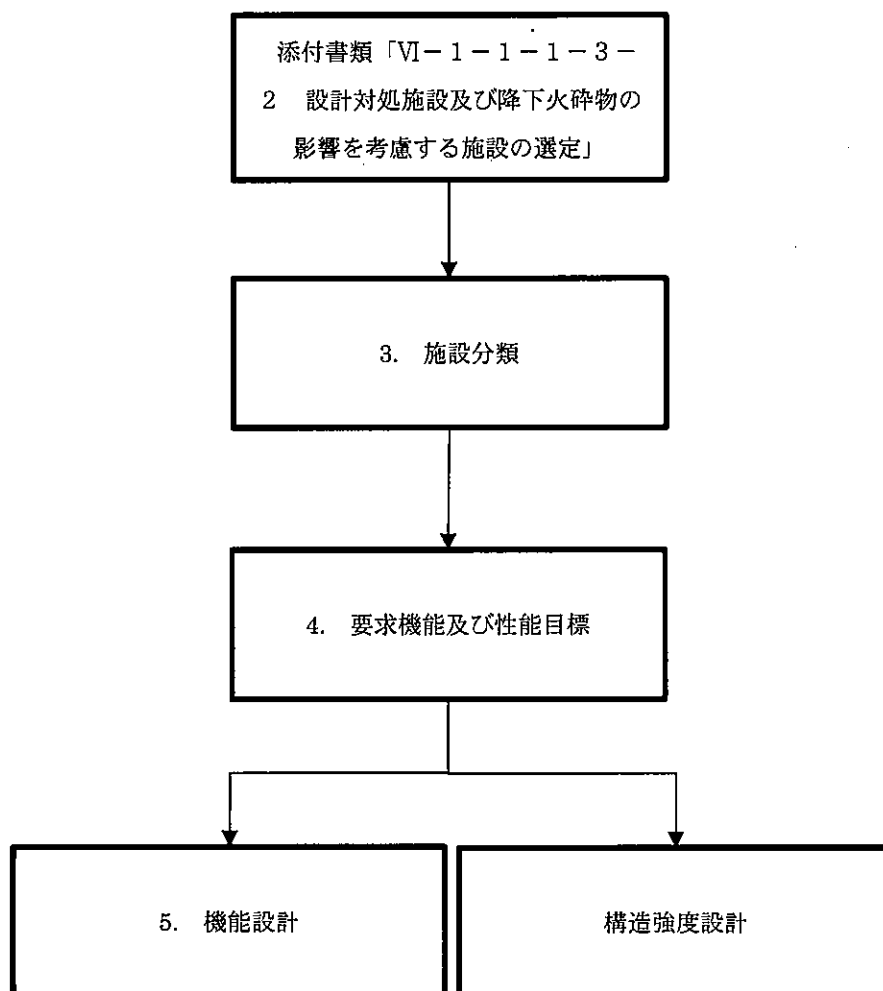 添付書類「Ⅵ-1-1-1-3-
2 設計対処施設及び降下火砕物の
影響を考慮する施設の選定」
3. 施設分類
4. 要求機能及び性能目標
5. 機能設計
構造強度設計